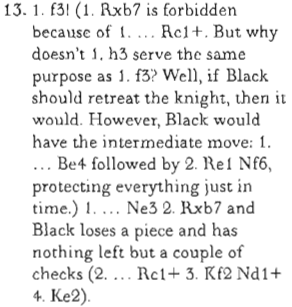 13. 1. f3! (1. Rxb7 is forbidden
because of 1. ... Rc1+. But why
doesn't 1. h3 serve the same
purpose as 1. f3? Well, if Black
should retreat the knight, then it
would. However, Black would
have the intermediate move: 1.
... Be4 followed by 2. Re1 Nf6,
protecting everything just in
time.) 1. ... Ne3 2. Rxb7 and
Black loses a piece and has
nothing left but a couple of
checks (2. ... Rc1+ 3. Kf2 Nd1+
4. Ke2).